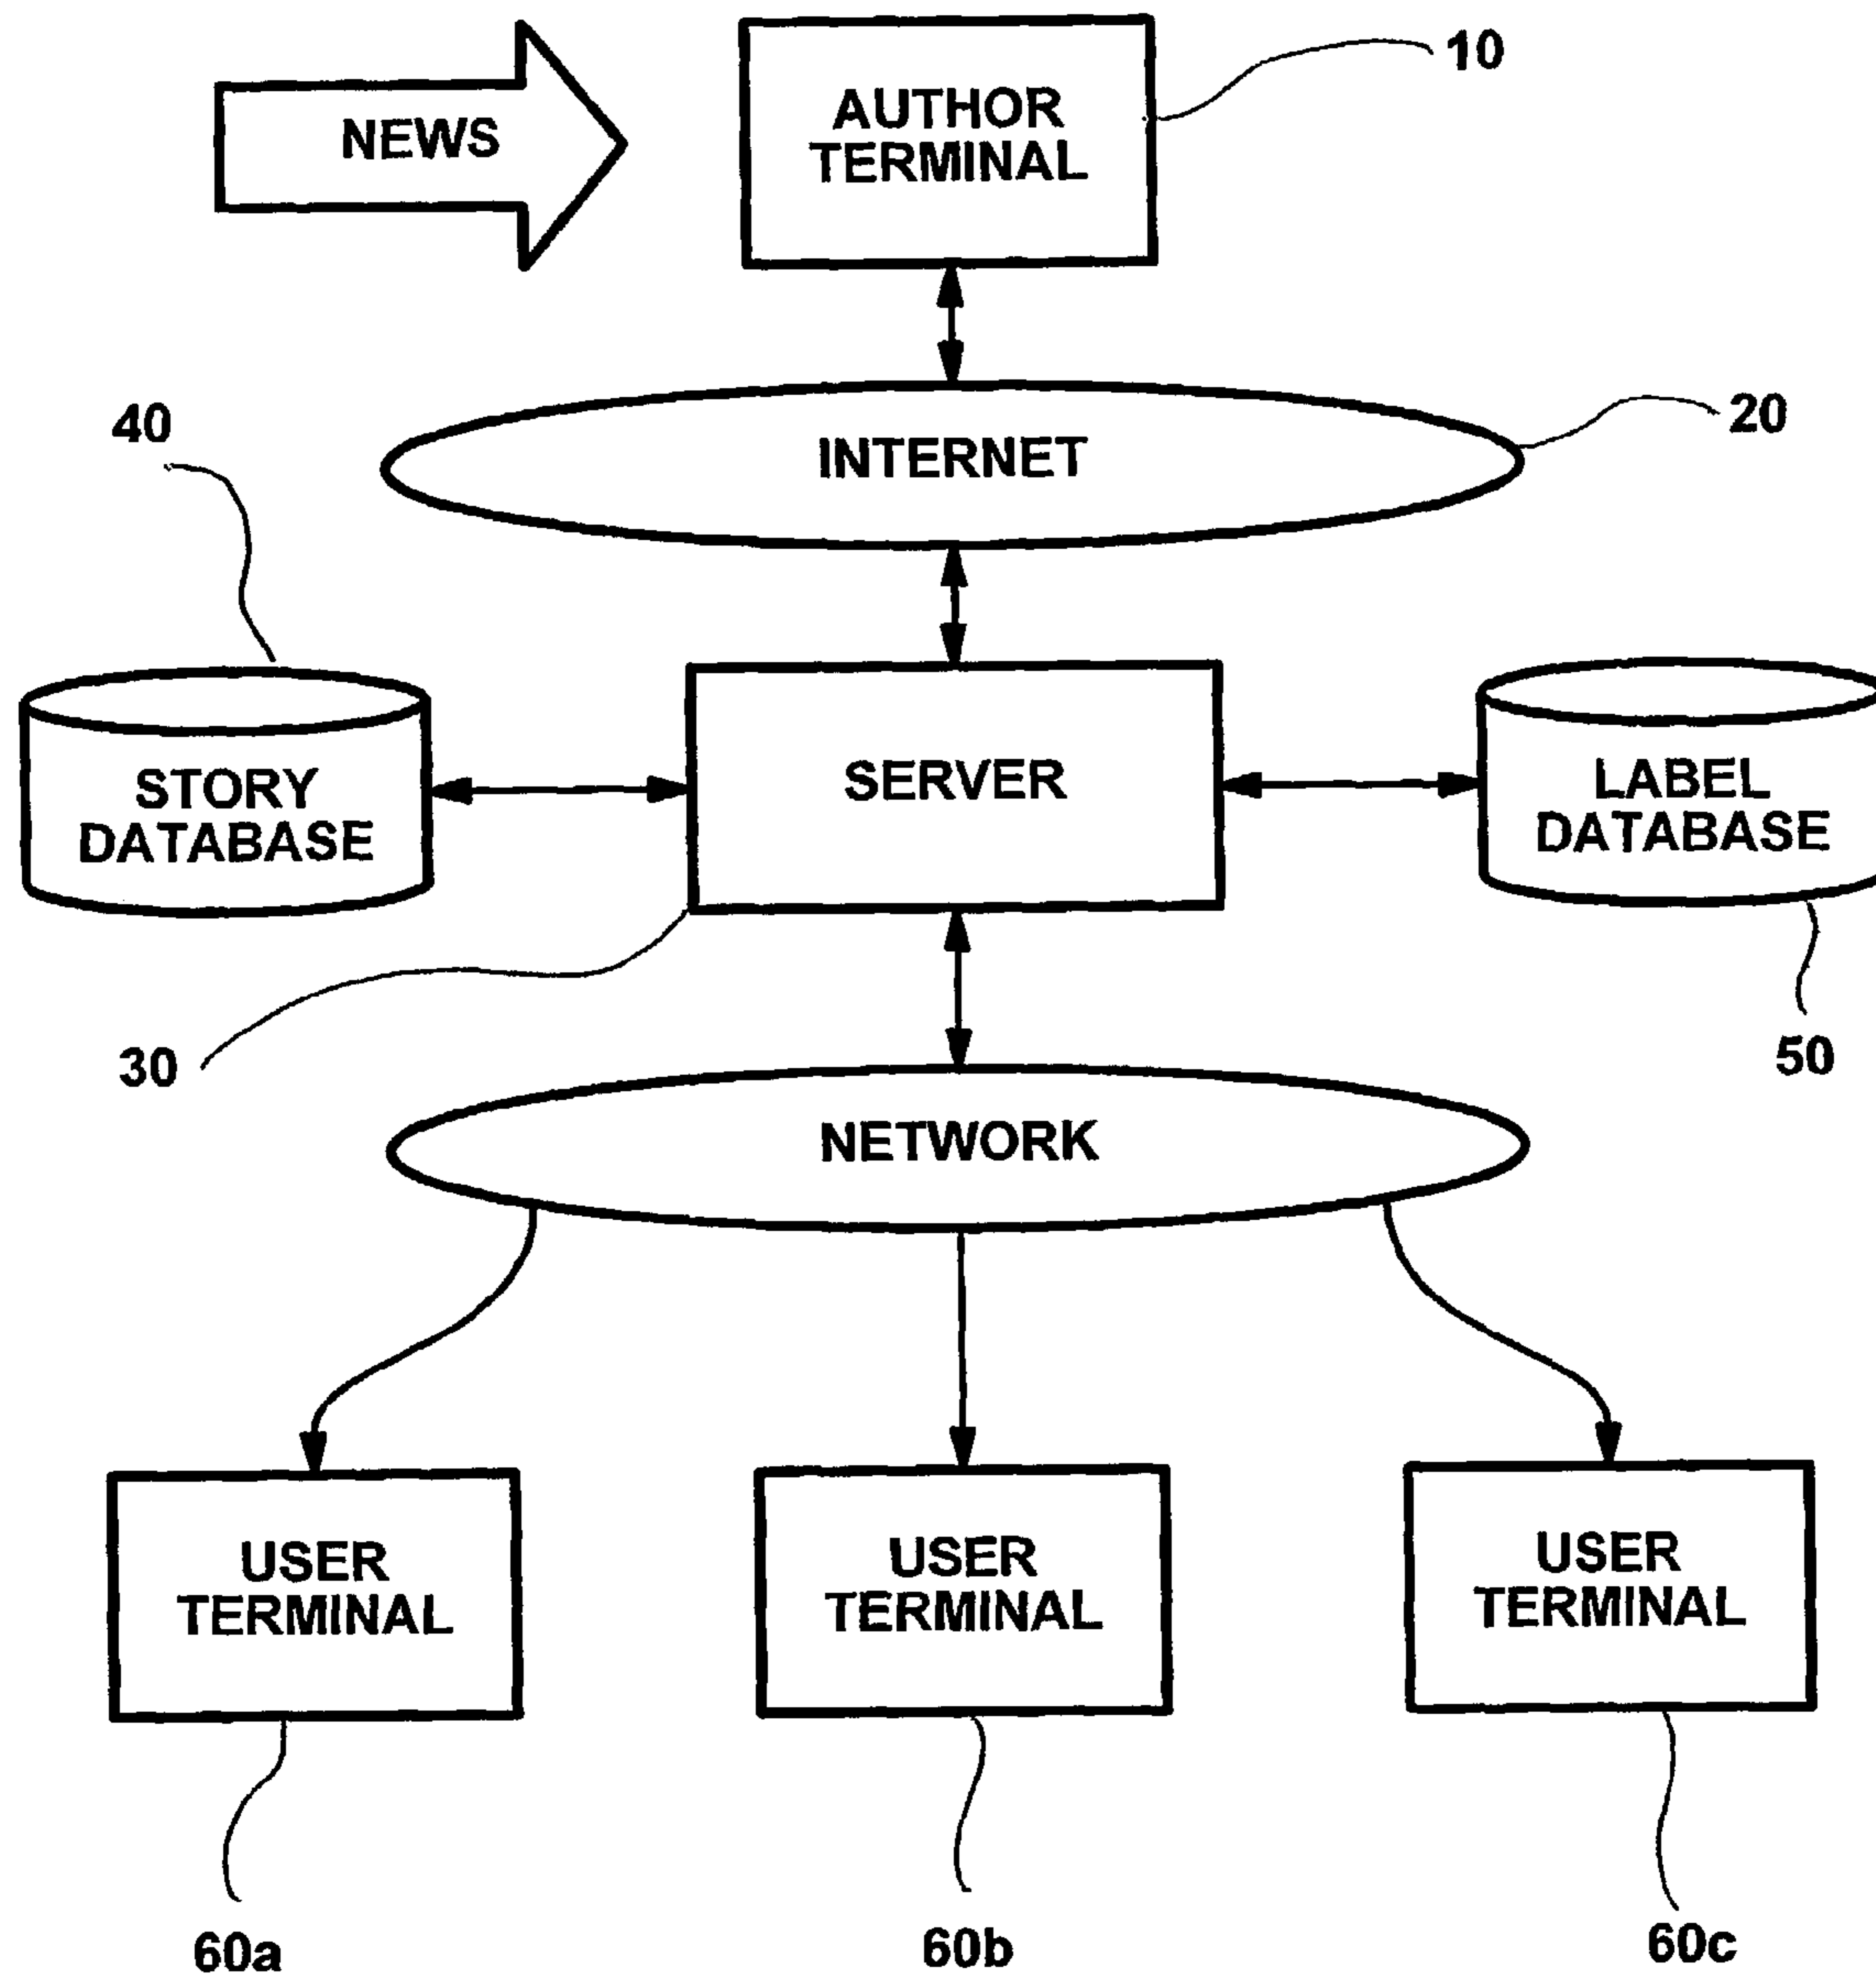 NEWS
AUTHOR
TERMINAL
10
INTERNET
20
40
STORY
DATABASE
SERVER
LABEL
DATABASE
30
50
NETWORK
USER
TERMINAL
USER
TERMINAL
USER
TERMINAL
60a
60b
60c